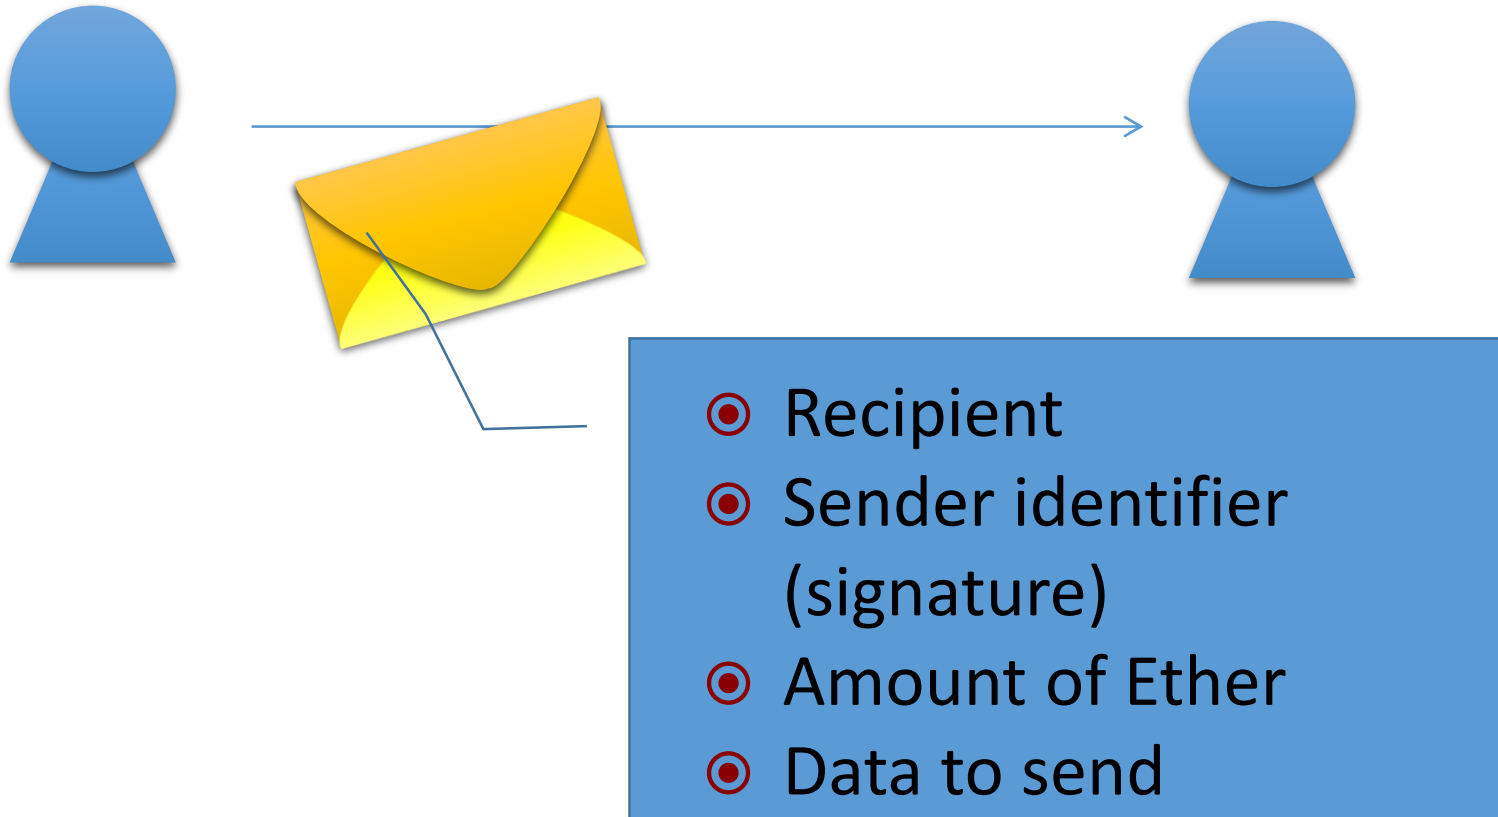 Recipient
Sender identifier
(signature)
Amount of Ether
Data to send